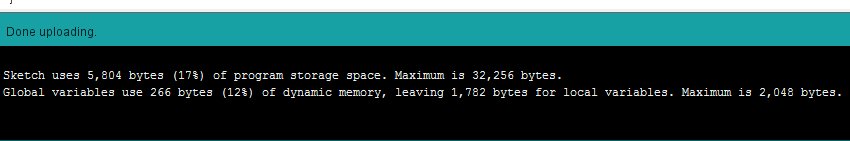 Done uploading.
Sketch uses 5,804 bytes (17%) of program storage space. Maximum is 32,256 bytes.
Global variables use 266 bytes (12%) of dynamic memory, leaving 1,782 bytes for local variables. Maximum is 2,048 bytes.